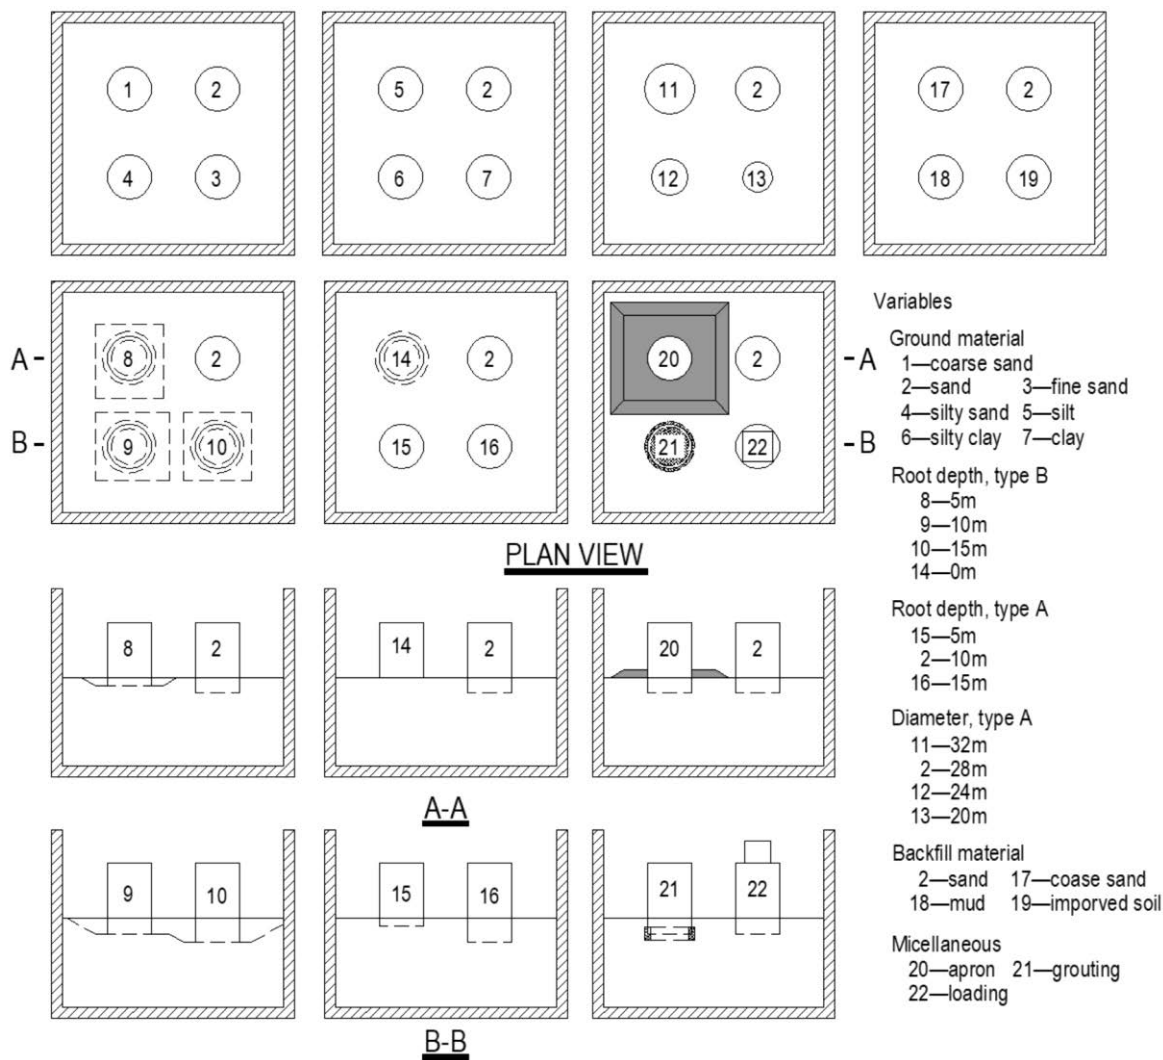 1 2 5 2 11 2 17 2
4 3 6 7 12 13 18 19
A- 8 2 14 2 20 2 -A
B- 9 10 15 16 21 22 -B
PLAN VIEW
8 2 14 2 20 2
A-A
9 10 15 16 21 22
B-B
Variables
Ground material
1—coarse sand
2—sand 3—fine sand
4—silty sand 5—silt
6—silty clay 7—clay
Root depth, type B
8—5m
9—10m
10—15m
14—0m
Root depth, type A
15—5m
2—10m
16—15m
Diameter, type A
11—32m
2—28m
12—24m
13—20m
Backfill material
2—sand 17—coase sand
18—mud 19—imporved soil
Micellaneous
20—apron 21—grouting
22—loading